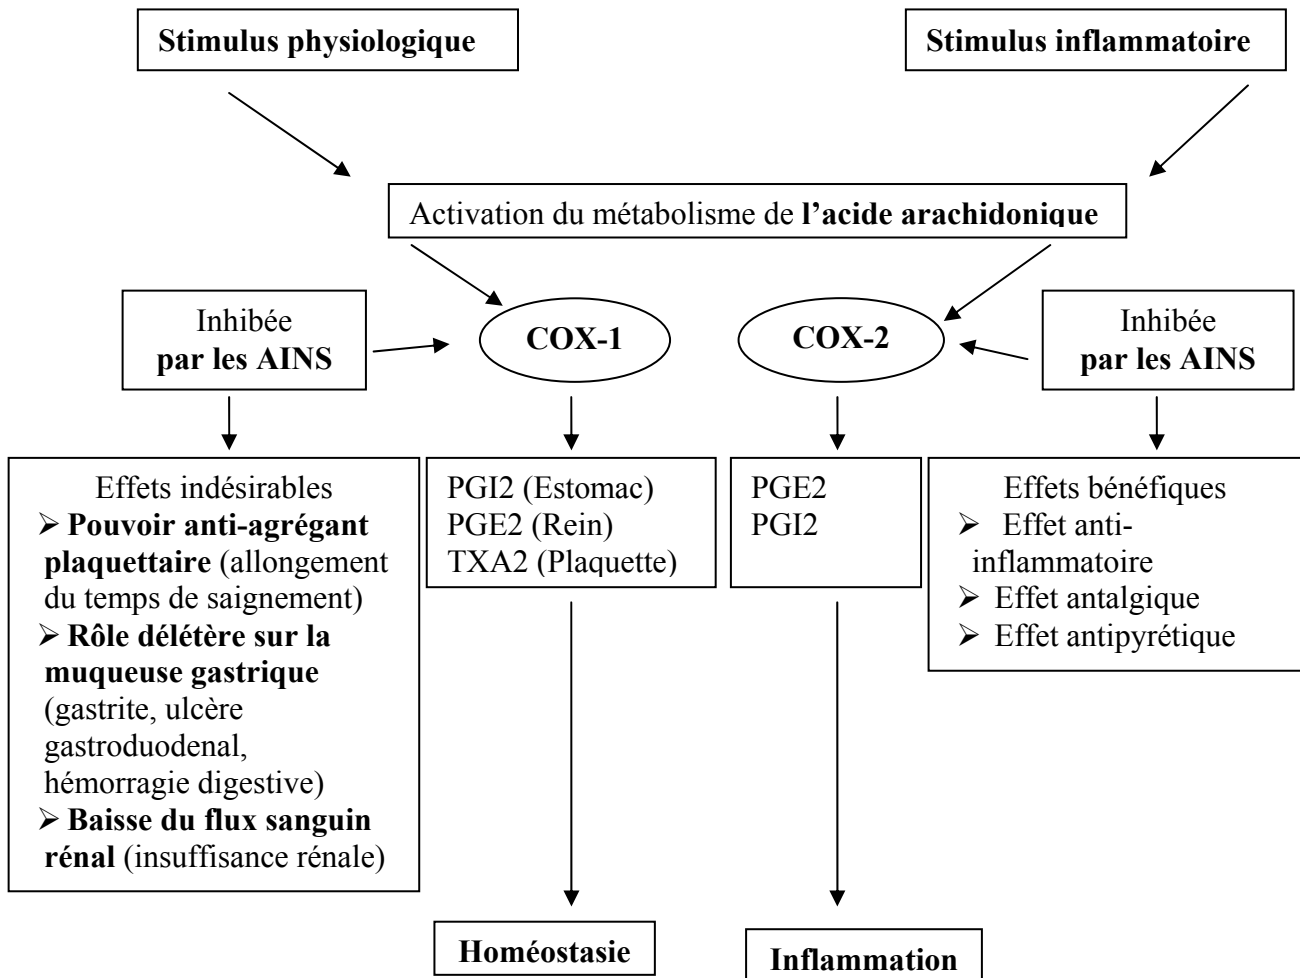 Stimulus physiologique
Stimulus inflammatoire
Activation du métabolisme de l’acide arachidonique
Inhibée
par les AINS
COX-1
COX-2
Inhibée
par les AINS
Effets indésirables
➢ Pouvoir anti-agrégant
plaquettaire (allongement
du temps de saignement)
➢ Rôle délétère sur la
muqueuse gastrique
(gastrite, ulcère
gastroduodenal,
hémorragie digestive)
➢ Baisse du flux sanguin
rénal (insuffisance rénale)
PGI2 (Estomac)
PGE2 (Rein)
TXA2 (Plaquette)
PGE2
PGI2
Effets bénéfiques
➢ Effet anti-
inflammatoire
➢ Effet antalgique
➢ Effet antipyrétique
Homéostasie
Inflammation